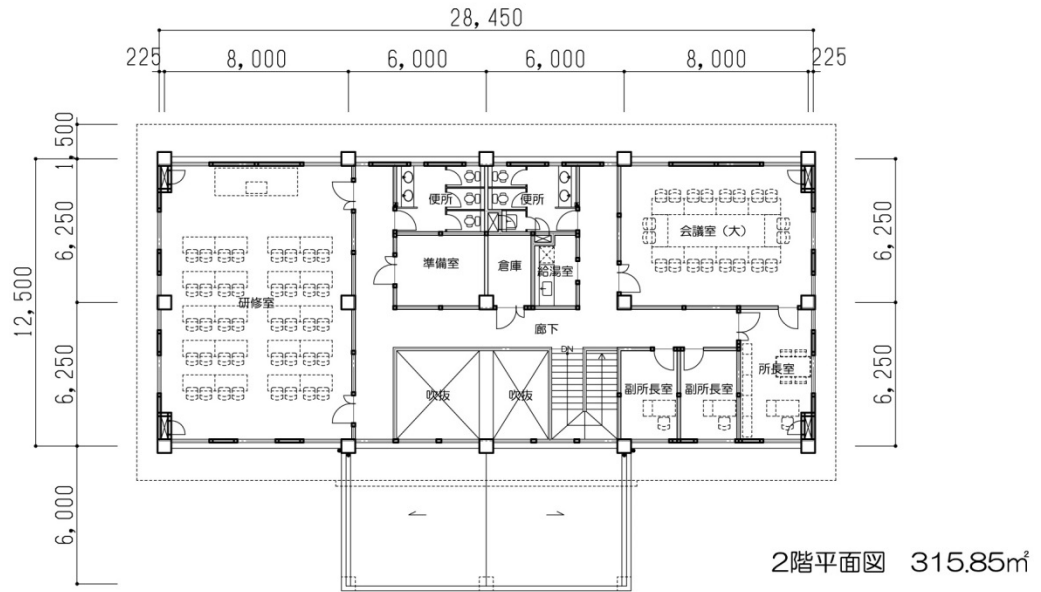 28,450
225
8,000
6,000
6,000
8,000
225
1,500
6,250
12,500
6,250
6,000
6,250
6,250
便所
便所
会議室（大）
準備室
倉庫
給湯室
研修室
廊下
DN
吹抜
吹抜
副所長室
副所長室
所長室
2階平面図 315.85㎡